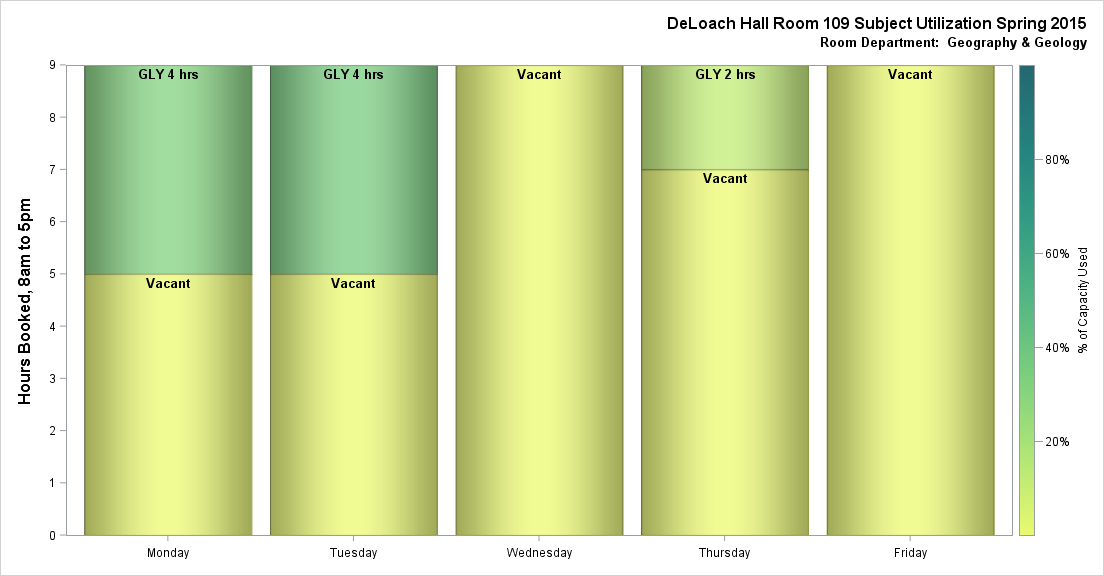 DeLoach Hall Room 109 Subject Utilization Spring 2015
Room Department: Geography & Geology
Hours Booked, 8am to 5pm
9
8
7
6
5
4
3
2
1
0
GLY 4 hrs
Vacant
GLY 4 hrs
Vacant
Vacant
GLY 2 hrs
Vacant
Vacant
Monday
Tuesday
Wednesday
Thursday
Friday
80%
60%
40%
20%
% of Capacity Used